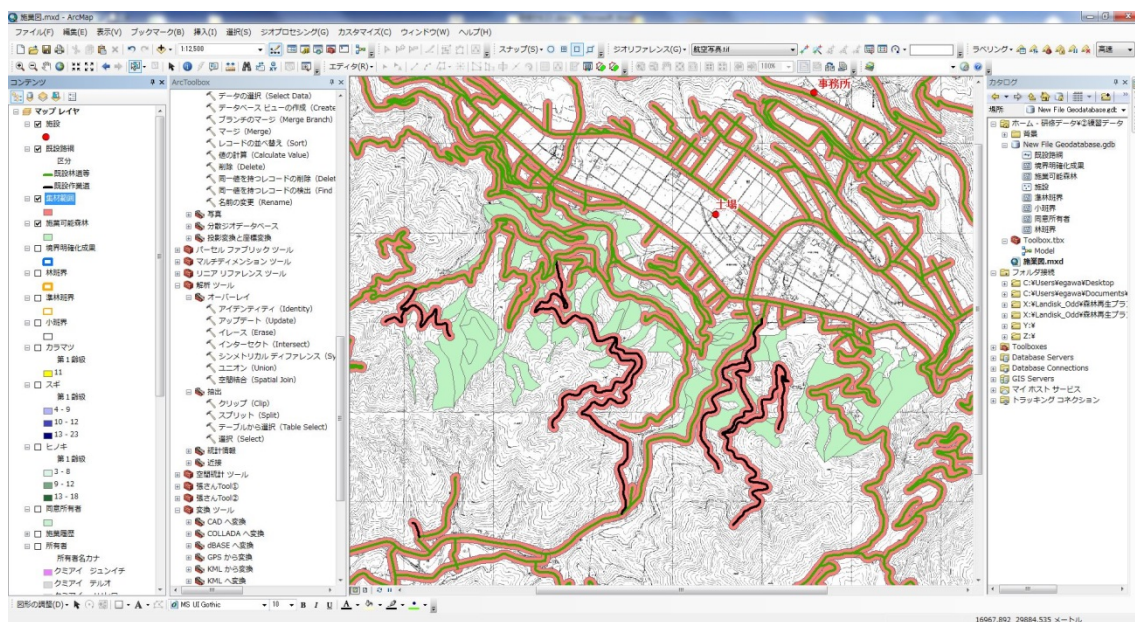 施業図.mxd - ArcMap
ファイル(F) 編集(E) 表示(V) ブックマーク(B) 挿入(I) 選択(S) ジオプロセシング(G) カスタマイズ(C) ウィンドウ(W) ヘルプ(H)
1:12,500
スナップ(S)
ジオリファレンス(G)
航空写真.tif
ラベリング
高速
エディタ(R)
100%
コンテンツ
マップ レイヤ
施設
既設路網
区分
既設林道等
既設作業道
集材範囲
施業可能森林
境界明確化成果
林班界
準林班界
小班界
カラマツ
第1齢級
11
スギ
第1齢級
4 - 9
10 - 12
13 - 23
ヒノキ
第1齢級
3 - 8
9 - 12
13 - 18
同意所有者
施業履歴
所有者
所有者名カナ
クミアイ ジュンイチ
クミアイ テルオ
ArcToolbox
データの選択 (Select Data)
データベース ビューの作成 (Create
ブランチのマージ (Merge Branch)
マージ (Merge)
レコードの並べ替え (Sort)
値の計算 (Calculate Value)
削除 (Delete)
同一値を持つレコードの削除 (Delet
同一値を持つレコードの検出 (Find
名前の変更 (Rename)
写真
分散ジオデータベース
投影変換と座標変換
パーセル ファブリック ツール
マルチディメンション ツール
リニア リファレンス ツール
解析 ツール
オーバーレイ
アイデンティティ (Identity)
アップデート (Update)
イレース (Erase)
インターセクト (Intersect)
シンメトリカル ディファレンス (Sy
ユニオン (Union)
空間結合 (Spatial Join)
抽出
クリップ (Clip)
スプリット (Split)
テーブルから選択 (Table Select)
選択 (Select)
統計情報
近接
空間統計 ツール
張さんTool①
張さんTool②
変換 ツール
CAD へ変換
COLLADA へ変換
dBASE へ変換
GPS から変換
KML から変換
KML へ変換
事務所
土場
カタログ
場所
New File Geodatabase.gdb
ホーム - 研修データ¥②練習データ
背景
New File Geodatabase.gdb
既設路網
境界明確化成果
施業可能森林
施設
準林班界
小班界
同意所有者
林班界
Toolbox.tbx
Model
施業図.mxd
フォルダ接続
C:¥Users¥egawa¥Desktop
C:¥Users¥egawa¥Documents¥
X:¥Landisk_Odd¥森林再生プラ
X:¥Landisk_Odd¥森林再生プラ
Y:¥
Z:¥
Toolboxes
Database Servers
Database Connections
GIS Servers
マイ ホスト サービス
トラッキング コネクション
図形の調整(D)
MS UI Gothic
10
B I U A
16967.892 29884.535 メートル